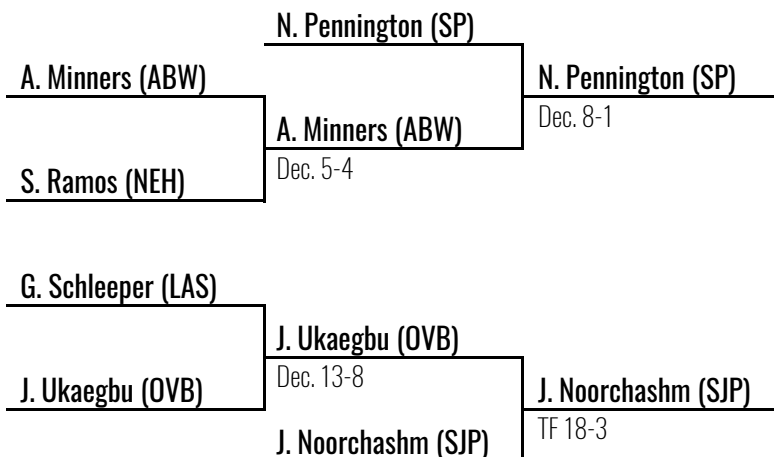 N. Pennington (SP)
A. Minners (ABW)
N. Pennington (SP)
Dec. 8-1
A. Minners (ABW)
Dec. 5-4
S. Ramos (NEH)
G. Schleeper (LAS)
J. Ukaegbu (OVB)
Dec. 13-8
J. Ukaegbu (OVB)
J. Noorchashm (SJP)
TF 18-3
J. Noorchashm (SJP)